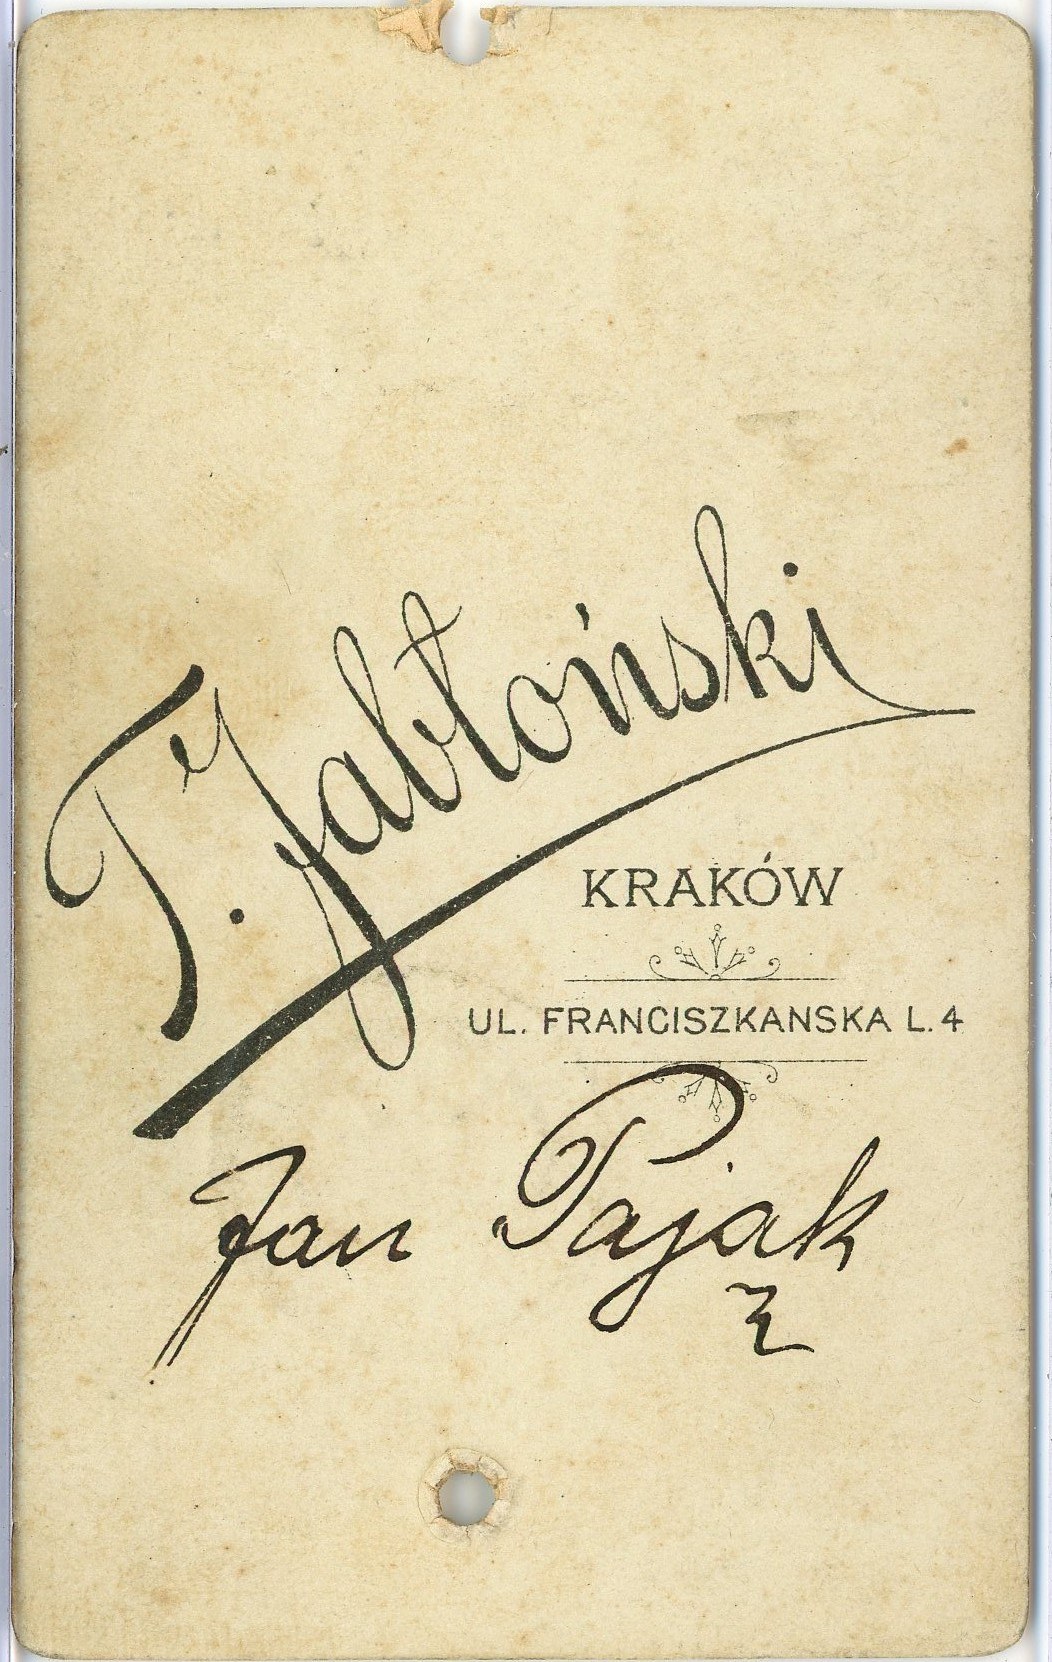 T. Jabłoński
KRAKÓW
UL. FRANCISZKANSKA L. 4
Jan Pająk